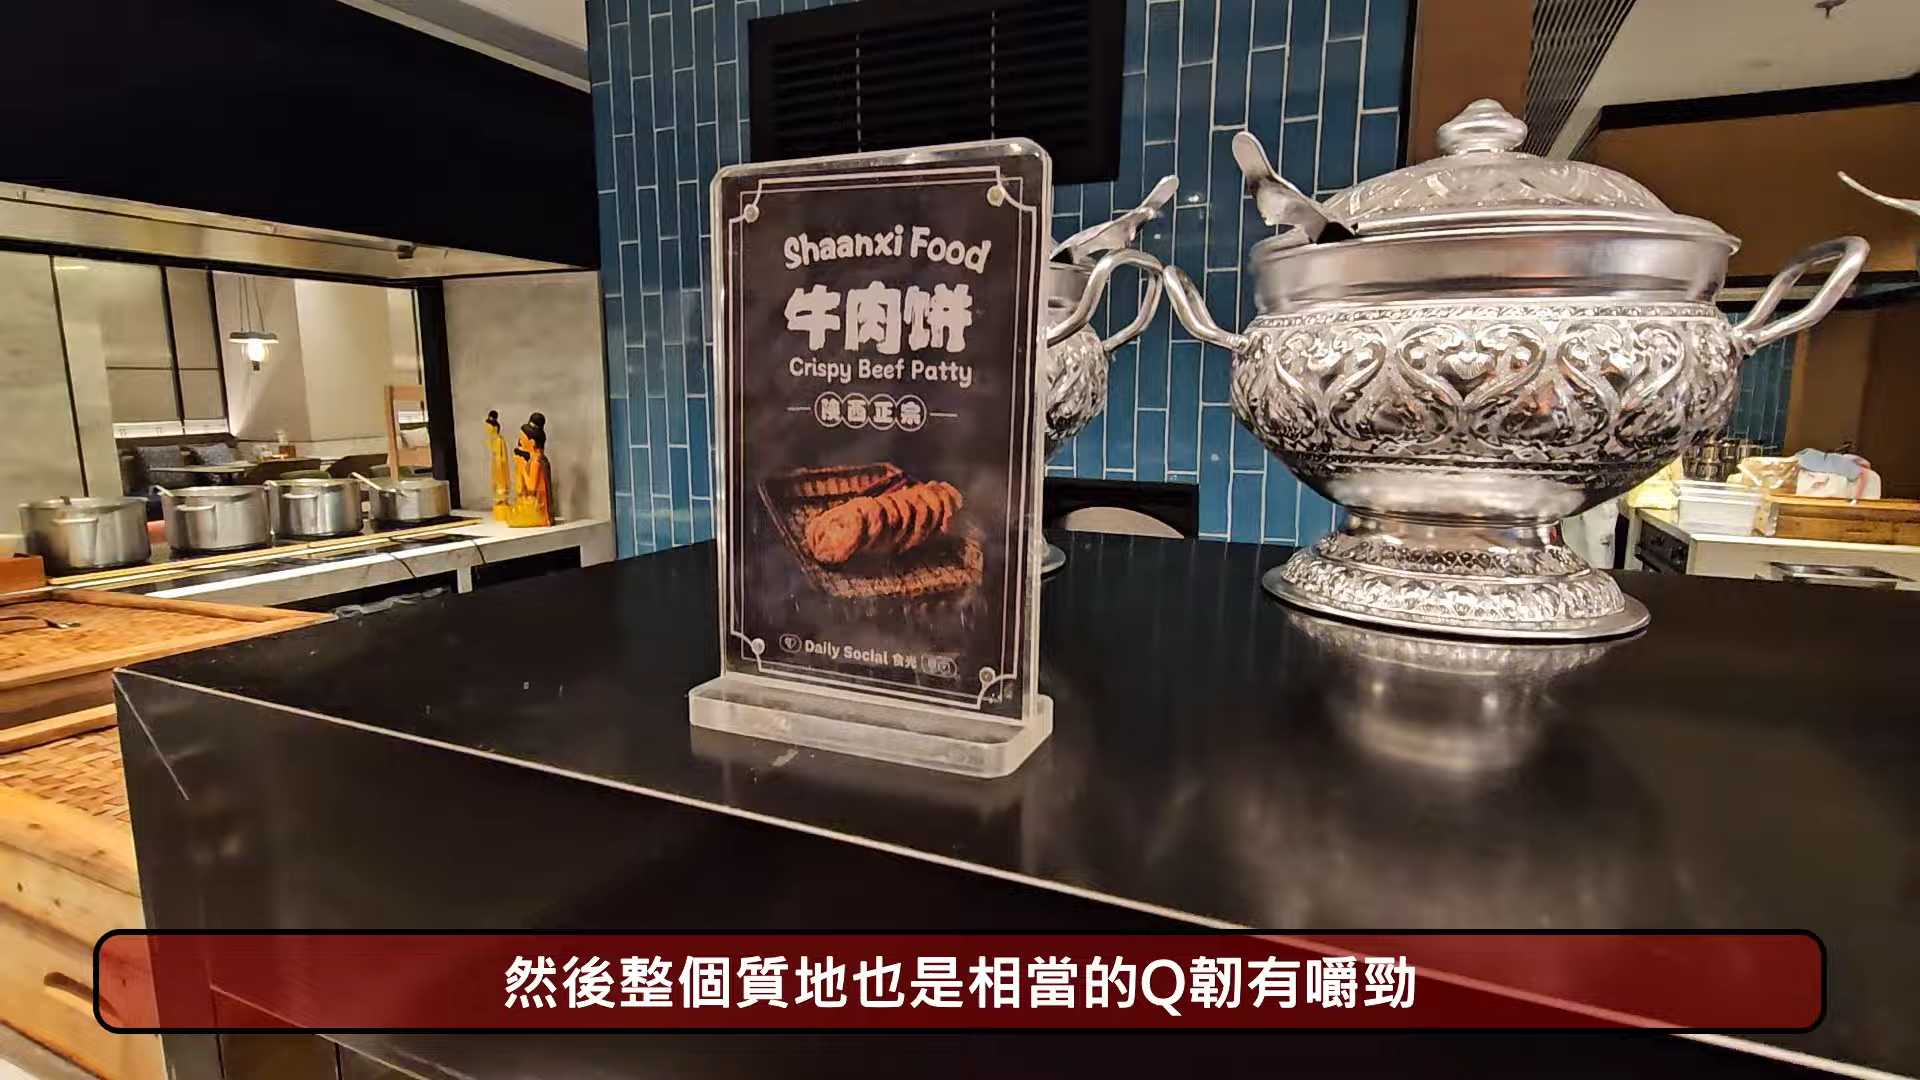 Shaanxi Food
牛肉饼
Crispy Beef Patty
陕西正宗
Daily Social 食光
然後整個質地也是相當的Q韌有嚼勁